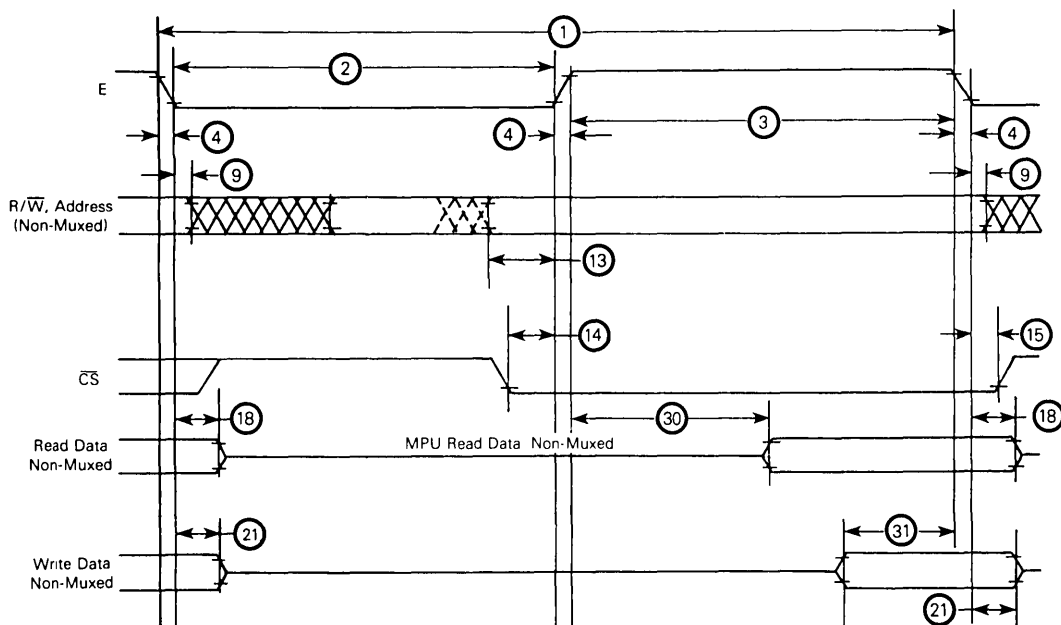 1
2
E
3
4
4
4
9
9
R/W̅, Address
(Non-Muxed)
13
14
15
C̅S̅
18
30
18
Read Data
Non-Muxed
MPU Read Data Non-Muxed
21
31
Write Data
Non-Muxed
21